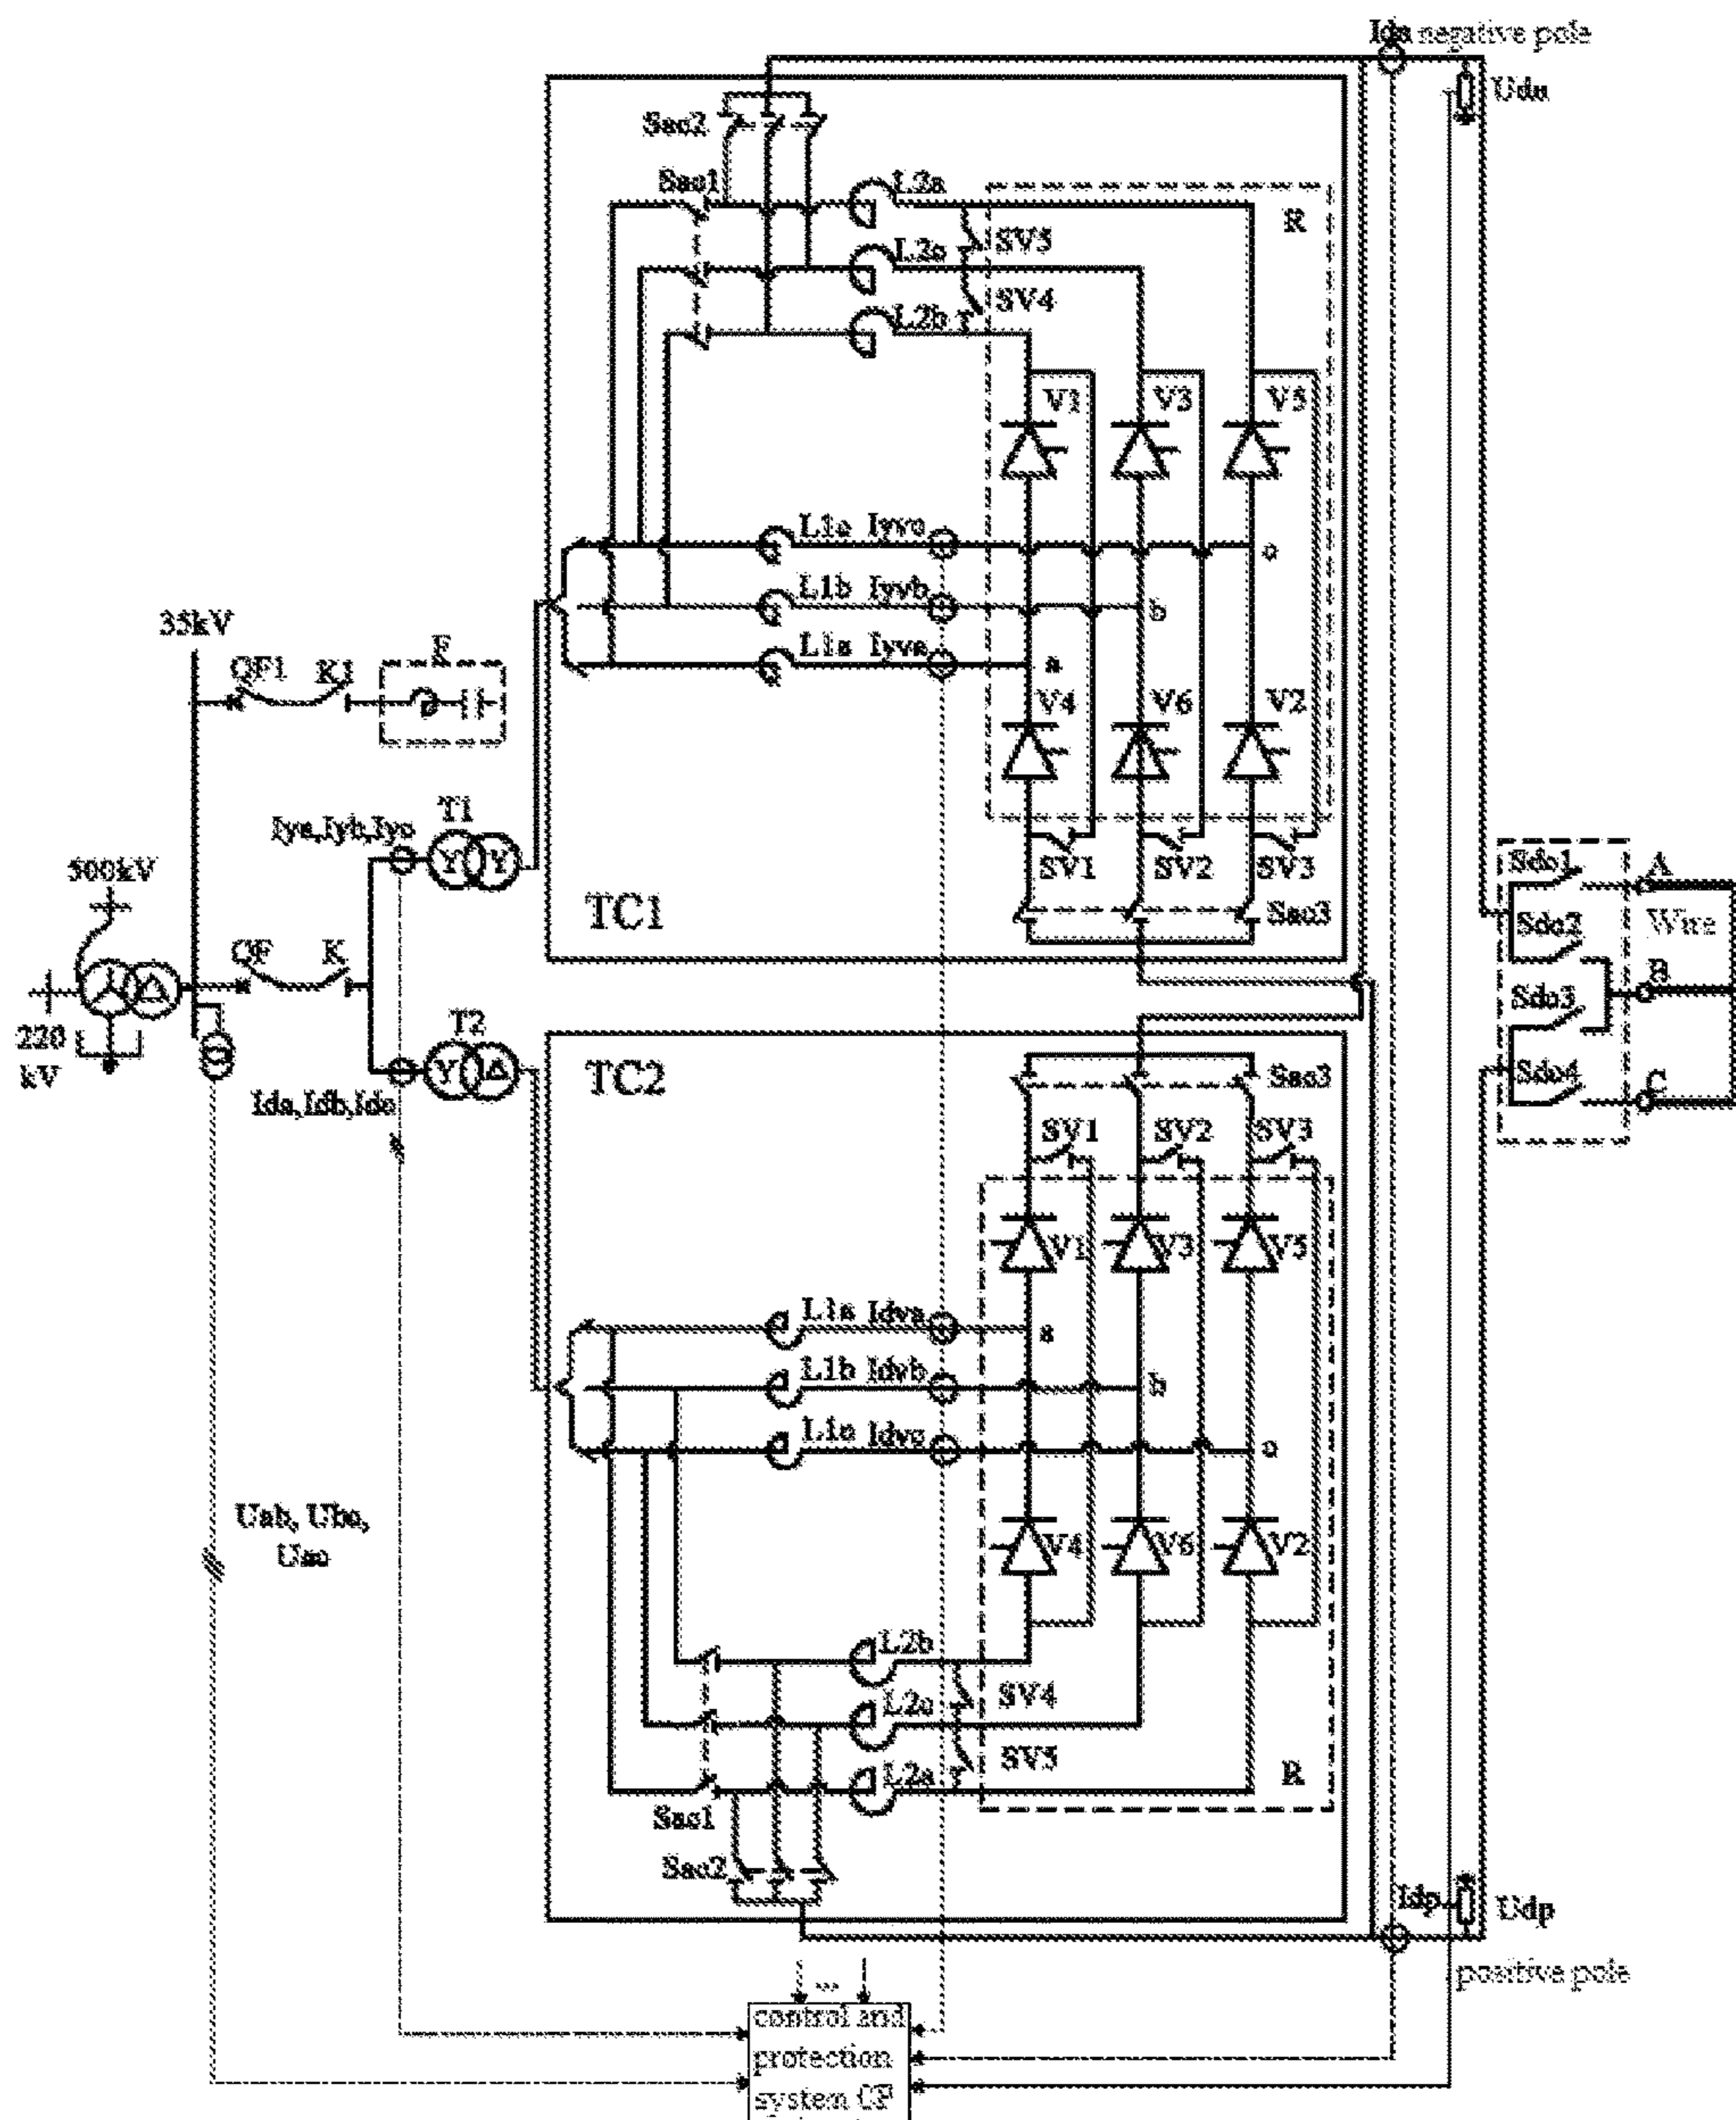 negative pole
Udn
Sac2
Sac1
L2a
R
SV5
L2c
SV4
L2b
V1
V3
V5
L1c Iyvc
c
L1b Iyvb
b
35kV
L1a Iyva
a
F
QF1
K1
V4
V6
V2
T1
Iya,Iyb,Iyc
SV1
SV2
SV3
500kV
Sdc1
A
TC1
Sac3
Sdc2
Wire
QF
K
B
Sdc3
220
kV
T2
TC2
Sac3
Sdc4
C
Ida,Idb,Idc
SV1
SV2
SV3
V1
V3
V5
L1a Idva
a
L1b Idvb
b
L1c Idvc
c
Uab, Ubc,
Uac
V4
V6
V2
L2b
SV4
L2c
SV5
L2a
R
Sac1
Sac2
Idp
Udp
positive pole
...
control and
protection
system CP